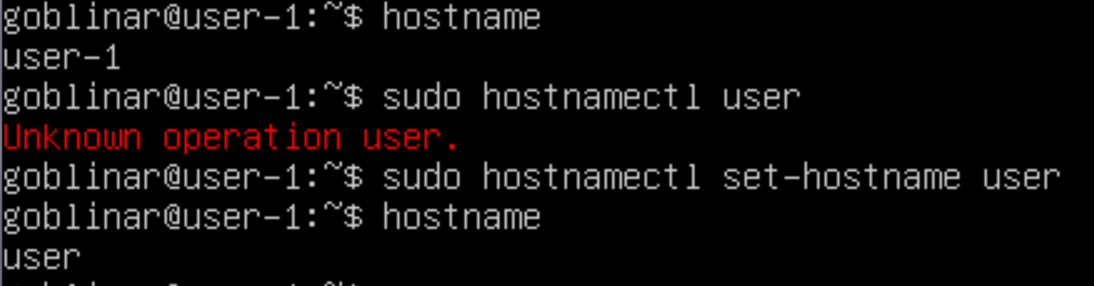 goblinar@user-1:~$ hostname
user-1
goblinar@user-1:~$ sudo hostnamectl user
Unknown operation user.
goblinar@user-1:~$ sudo hostnamectl set-hostname user
goblinar@user-1:~$ hostname
user